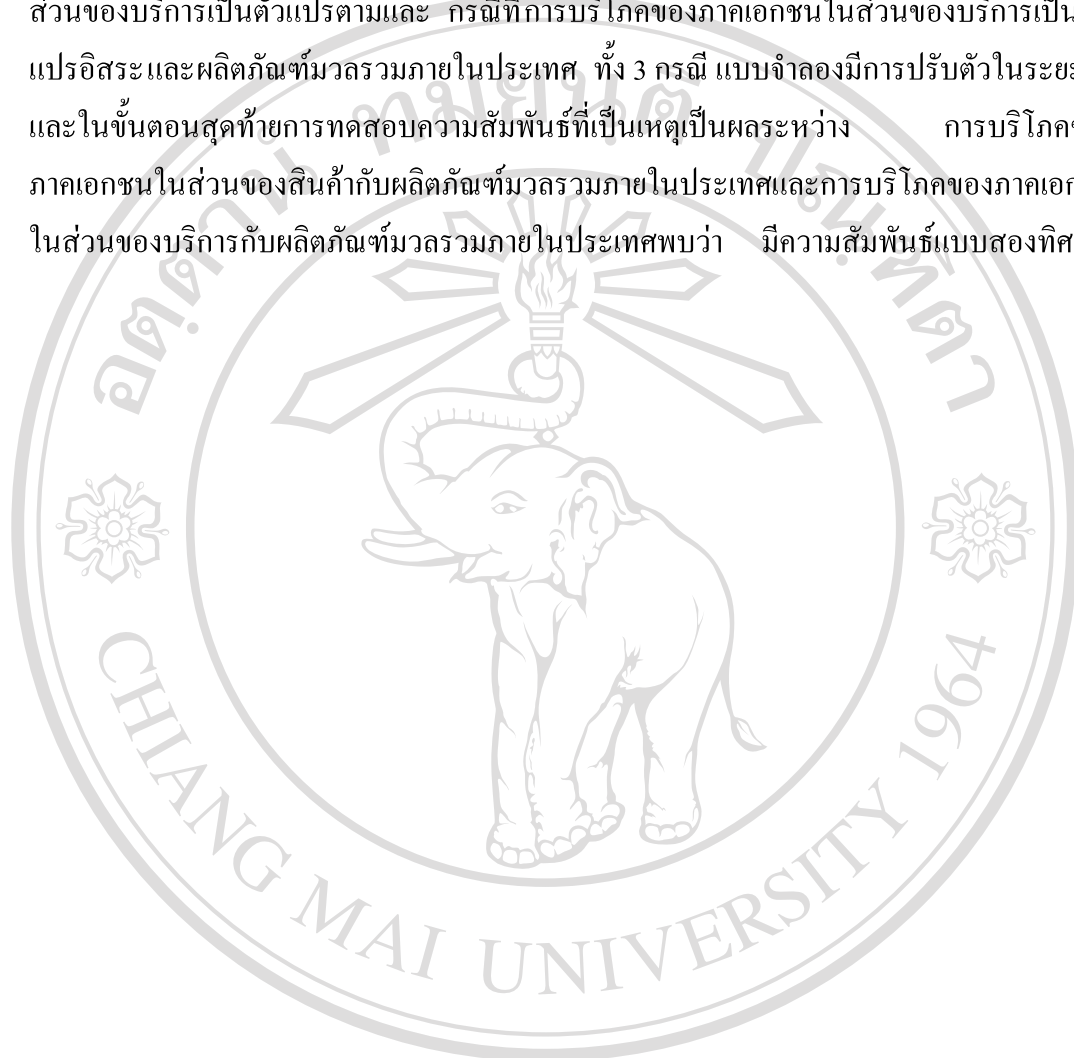 ส่วนของบริการเป็นตัวแปรตามและ กรณีที่การบริโภคของภาคเอกชนในส่วนของบริการเป็น
แปรอิสระและผลิตภัณฑ์มวลรวมภายในประเทศ ทั้ง 3 กรณี แบบจำลองมีการปรับตัวในระยะ
และในขั้นตอนสุดท้ายการทดสอบความสัมพันธ์ที่เป็นเหตุเป็นผลระหว่าง การบริโภคข
ภาคเอกชนในส่วนของสินค้ากับผลิตภัณฑ์มวลรวมภายในประเทศและการบริโภคของภาคเอก
ในส่วนของบริการกับผลิตภัณฑ์มวลรวมภายในประเทศพบว่า มีความสัมพันธ์แบบสองทิศ
อตฺตานํ ทมยนฺติ ปณฺฑิตา
CHIANG MAI UNIVERSITY 1964